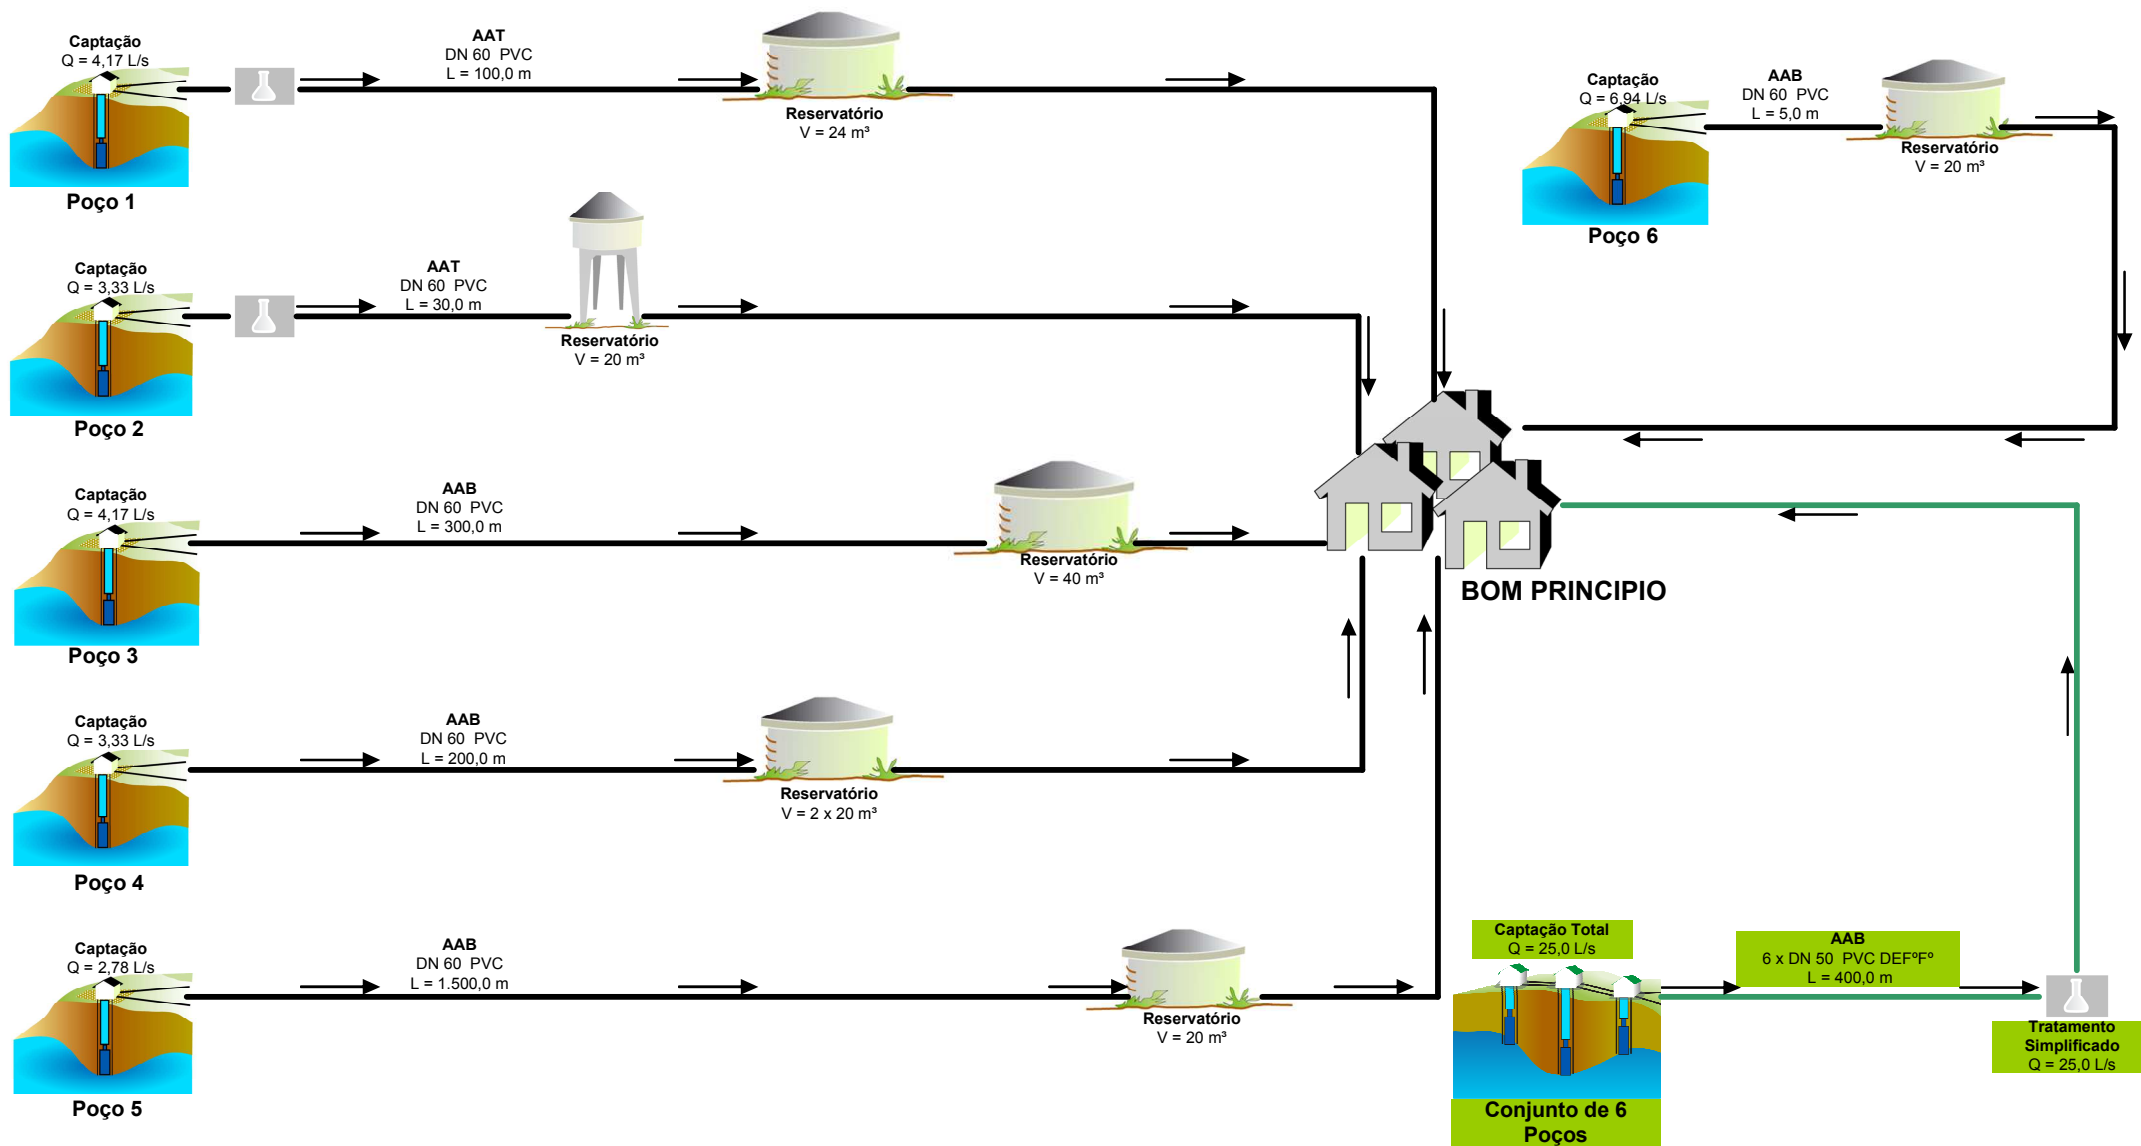 Captação
Q = 4,17 L/s
AAT
DN 60 PVC
L = 100,0 m
Reservatório
V = 24 m³
Poço 1
Captação
Q = 6,94 L/s
AAB
DN 60 PVC
L = 5,0 m
Reservatório
V = 20 m³
Poço 6
Captação
Q = 3,33 L/s
AAT
DN 60 PVC
L = 30,0 m
Reservatório
V = 20 m³
Poço 2
Captação
Q = 4,17 L/s
AAB
DN 60 PVC
L = 300,0 m
Reservatório
V = 40 m³
Poço 3
BOM PRINCIPIO
Captação
Q = 3,33 L/s
AAB
DN 60 PVC
L = 200,0 m
Reservatório
V = 2 x 20 m³
Poço 4
Captação
Q = 2,78 L/s
AAB
DN 60 PVC
L = 1.500,0 m
Reservatório
V = 20 m³
Poço 5
Captação Total
Q = 25,0 L/s
AAB
6 x DN 50 PVC DEFºFº
L = 400,0 m
Tratamento
Simplificado
Q = 25,0 L/s
Conjunto de 6
Poços